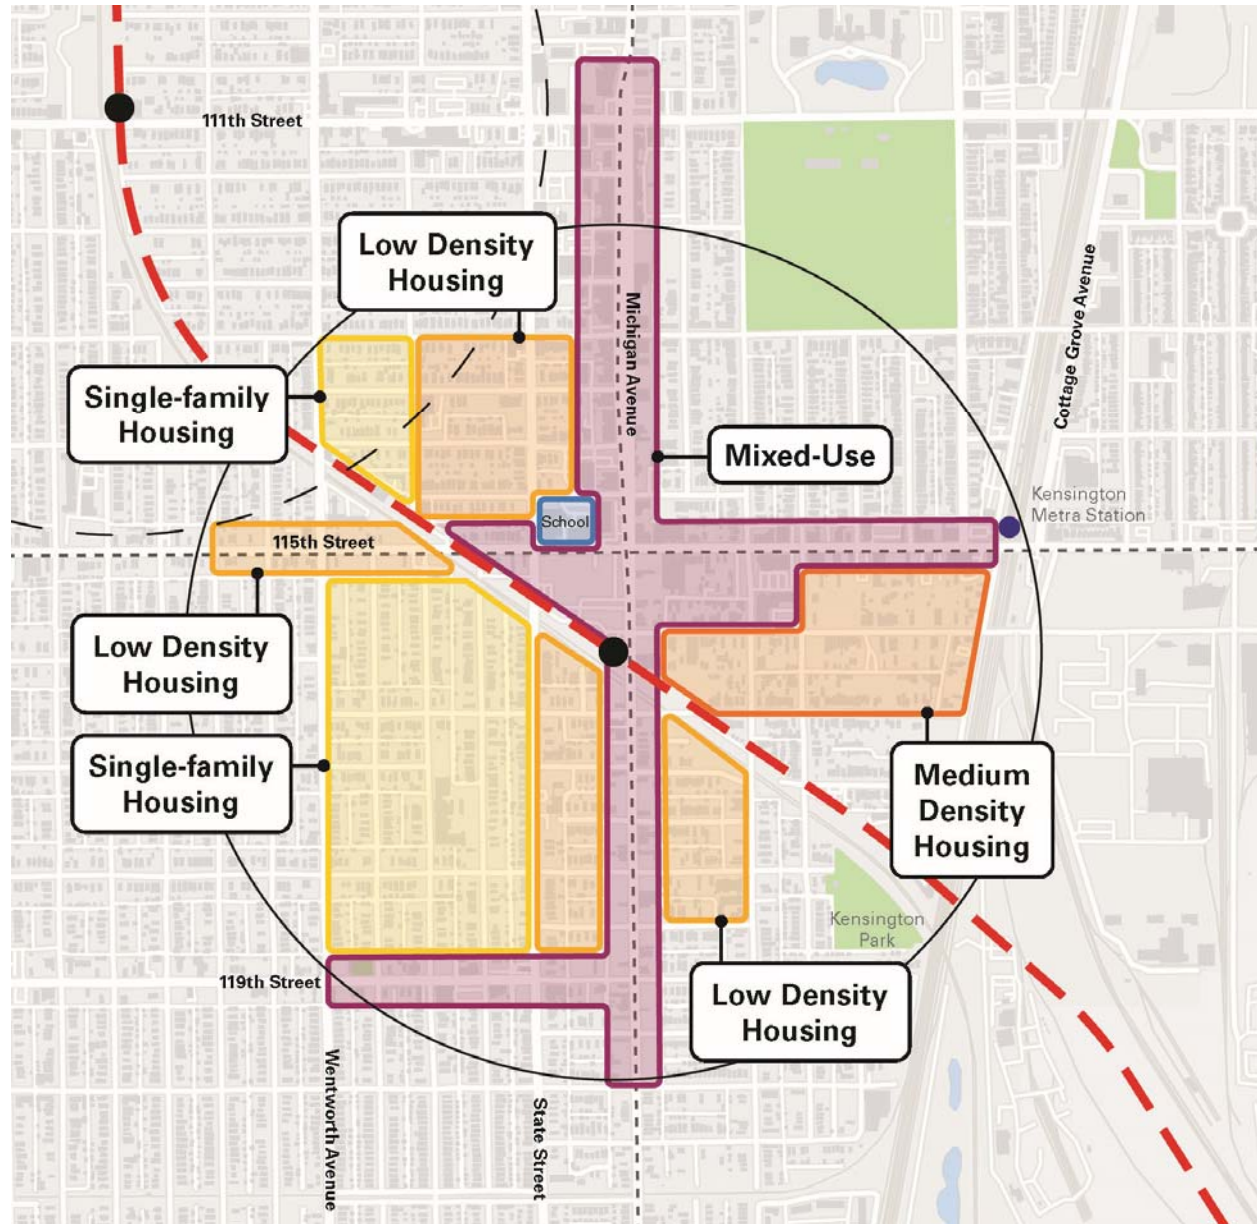 111th Street
Low Density
Housing
Michigan Avenue
Cottage Grove Avenue
Single-family
Housing
Mixed-Use
Kensington
Metra Station
School
115th Street
Low Density
Housing
Single-family
Housing
Medium
Density
Housing
Kensington
Park
119th Street
Low Density
Housing
Wentworth Avenue
State Street